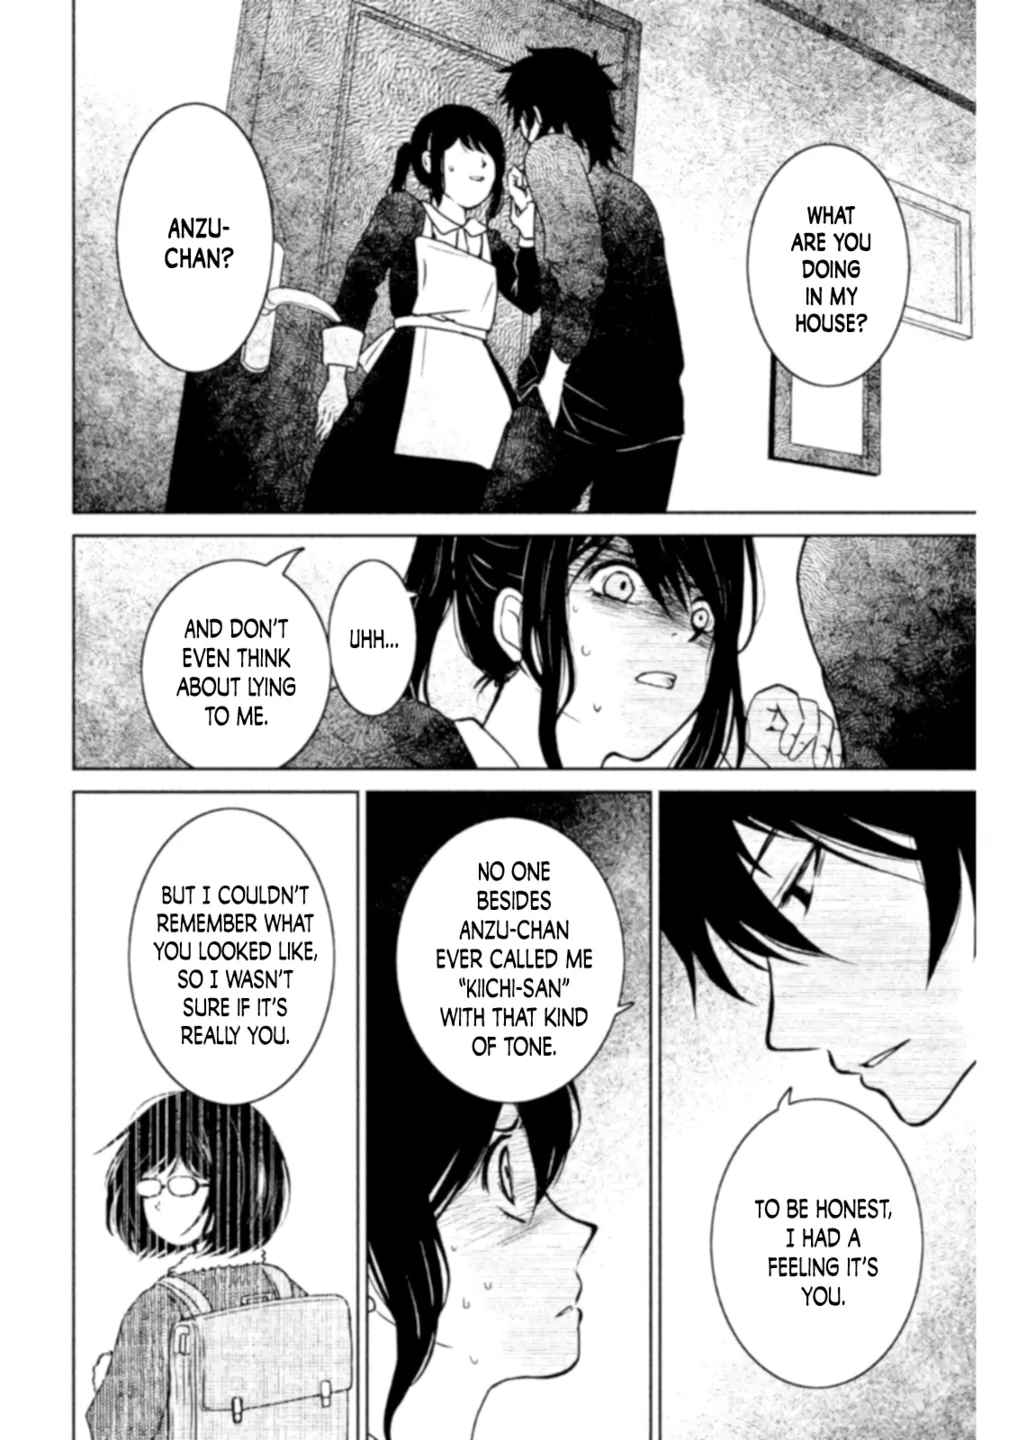 WHAT
ARE YOU
DOING
IN MY
HOUSE?
ANZU-
CHAN?
UHH...
AND DON'T
EVEN THINK
ABOUT LYING
TO ME.
TO BE HONEST,
I HAD A
FEELING IT'S
YOU.
NO ONE
BESIDES
ANZU-CHAN
EVER CALLED ME
"KIICHI-SAN"
WITH THAT KIND
OF TONE.
BUT I COULDN'T
REMEMBER WHAT
YOU LOOKED LIKE,
SO I WASN'T
SURE IF IT'S
REALLY YOU.